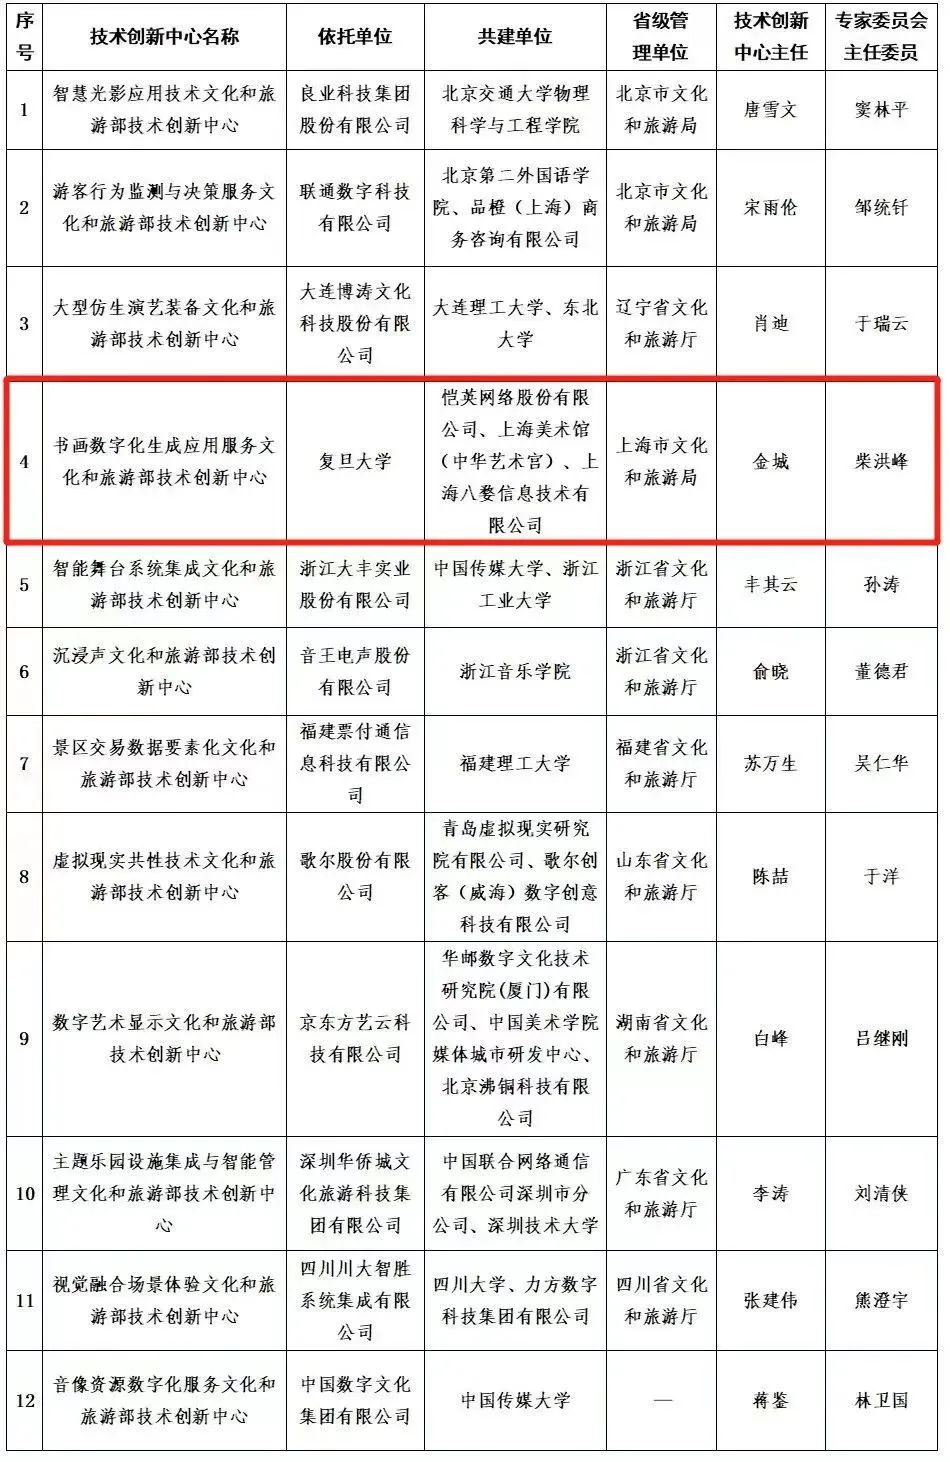 序号
技术创新中心名称
依托单位
共建单位
省级管
理单位
技术创新
中心主任
专家委员会
主任委员
1
智慧光影应用技术文化和旅
游部技术创新中心
良业科技集团
股份有限公司
北京交通大学物理
科学与工程学院
北京市文化
和旅游局
唐雪文
窦林平
2
游客行为监测与决策服务文
化和旅游部技术创新中心
联通数字科技
有限公司
北京第二外国语学
院、品橙（上海）商
务咨询有限公司
北京市文化
和旅游局
宋雨伦
邹统钎
3
大型仿生演艺装备文化和旅
游部技术创新中心
大连博涛文化
科技股份有限
公司
大连理工大学、东北
大学
辽宁省文化
和旅游厅
肖迪
于瑞云
4
书画数字化生成应用服务文
化和旅游部技术创新中心
复旦大学
恺英网络股份有限
公司、上海美术馆
（中华艺术宫）、上
海八婺信息技术有
限公司
上海市文化
和旅游局
金城
柴洪峰
5
智能舞台系统集成文化和旅
游部技术创新中心
浙江大丰实业
股份有限公司
中国传媒大学、浙江
工业大学
浙江省文化
和旅游厅
丰其云
孙涛
6
沉浸声文化和旅游部技术创
新中心
音王电声股份
有限公司
浙江音乐学院
浙江省文化
和旅游厅
俞晓
董德君
7
景区交易数据要素化文化和
旅游部技术创新中心
福建票付通信
息科技有限公
司
福建理工大学
福建省文化
和旅游厅
苏万生
吴仁华
8
虚拟现实共性技术文化和旅
游部技术创新中心
歌尔股份有限
公司
青岛虚拟现实研究
院有限公司、歌尔创
客（威海）数字创意
科技有限公司
山东省文化
和旅游厅
陈喆
于洋
9
数字艺术显示文化和旅游部
技术创新中心
京东方艺云科
技有限公司
华邮数字文化技术
研究院(厦门)有限
公司、中国美术学院
媒体城市研发中心、
北京沸铜科技有限
公司
湖南省文化
和旅游厅
白峰
吕继刚
10
主题乐园设施集成与智能管
理文化和旅游部技术创新中
心
深圳华侨城文
化旅游科技集
团有限公司
中国联合网络通信
有限公司深圳市分
公司、深圳技术大学
广东省文化
和旅游厅
李涛
刘清侠
11
视觉融合场景体验文化和旅
游部技术创新中心
四川川大智胜
系统集成有限
公司
四川大学、力方数字
科技集团有限公司
四川省文化
和旅游厅
张建伟
熊澄宇
12
音像资源数字化服务文化和
旅游部技术创新中心
中国数字文化
集团有限公司
中国传媒大学
—
蒋鉴
林卫国